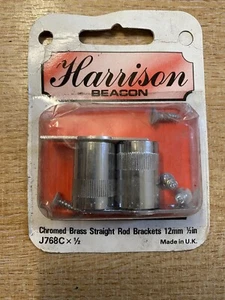 Harrison
BEACON
Chromed Brass Straight Rod Brackets 12mm ½in
J768C × ½
Made in U.K.